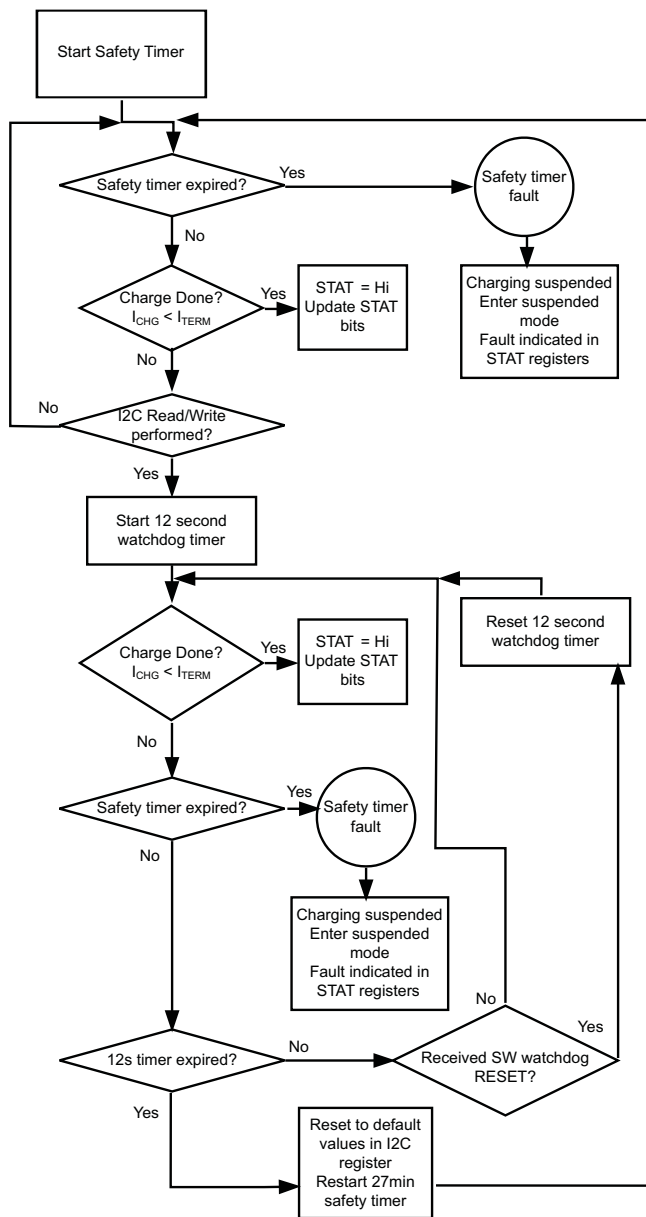 Start Safety Timer
Safety timer expired?
Yes
Safety timer
fault
No
Charging suspended
Enter suspended
mode
Fault indicated in
STAT registers
Charge Done?
I_CHG < I_TERM
Yes
STAT = Hi
Update STAT
bits
No
I2C Read/Write
performed?
No
Yes
Start 12 second
watchdog timer
Reset 12 second
watchdog timer
Charge Done?
I_CHG < I_TERM
Yes
STAT = Hi
Update STAT
bits
No
Safety timer expired?
Yes
Safety timer
fault
No
Charging suspended
Enter suspended
mode
Fault indicated in
STAT registers
12s timer expired?
No
Received SW watchdog
RESET?
No
Yes
Yes
Reset to default
values in I2C
register
Restart 27min
safety timer